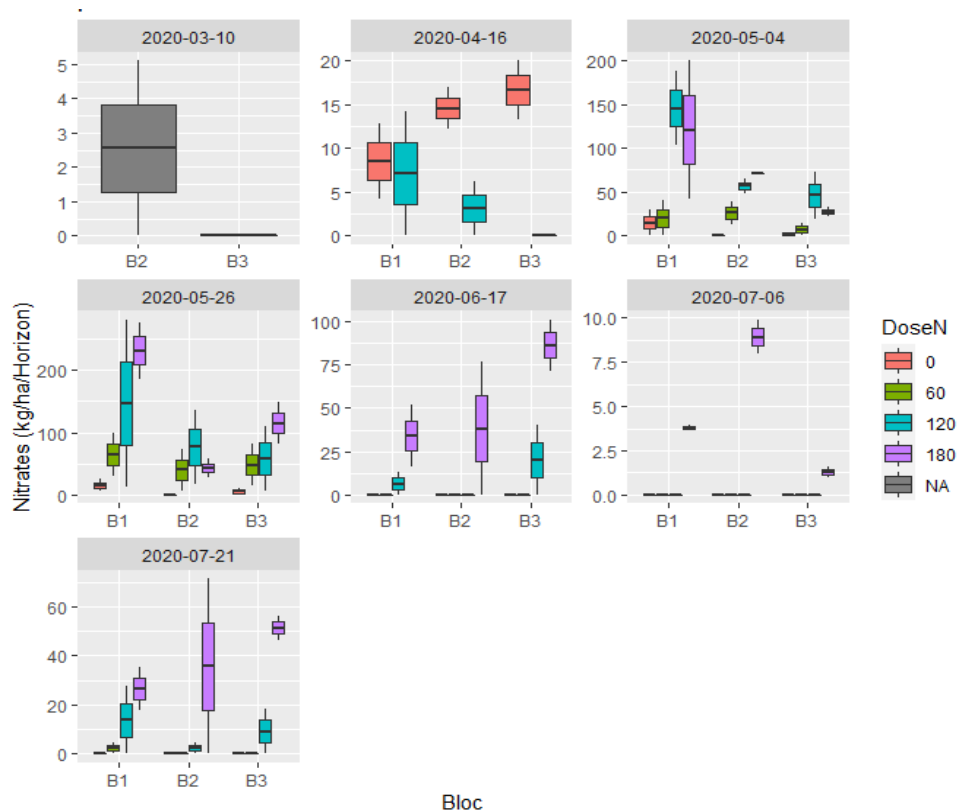 2020-03-10 2020-04-16 2020-05-04
5 4 3 2 1 0
20 15 10 5 0
200 150 100 50 0
B2 B3 B1 B2 B3 B1 B2 B3
2020-05-26 2020-06-17 2020-07-06
200 100 0
100 75 50 25 0
10.0 7.5 5.0 2.5 0.0
B1 B2 B3 B1 B2 B3 B1 B2 B3
2020-07-21
60 40 20 0
B1 B2 B3
Nitrates (kg/ha/Horizon)
Bloc
DoseN
0
60
120
180
NA